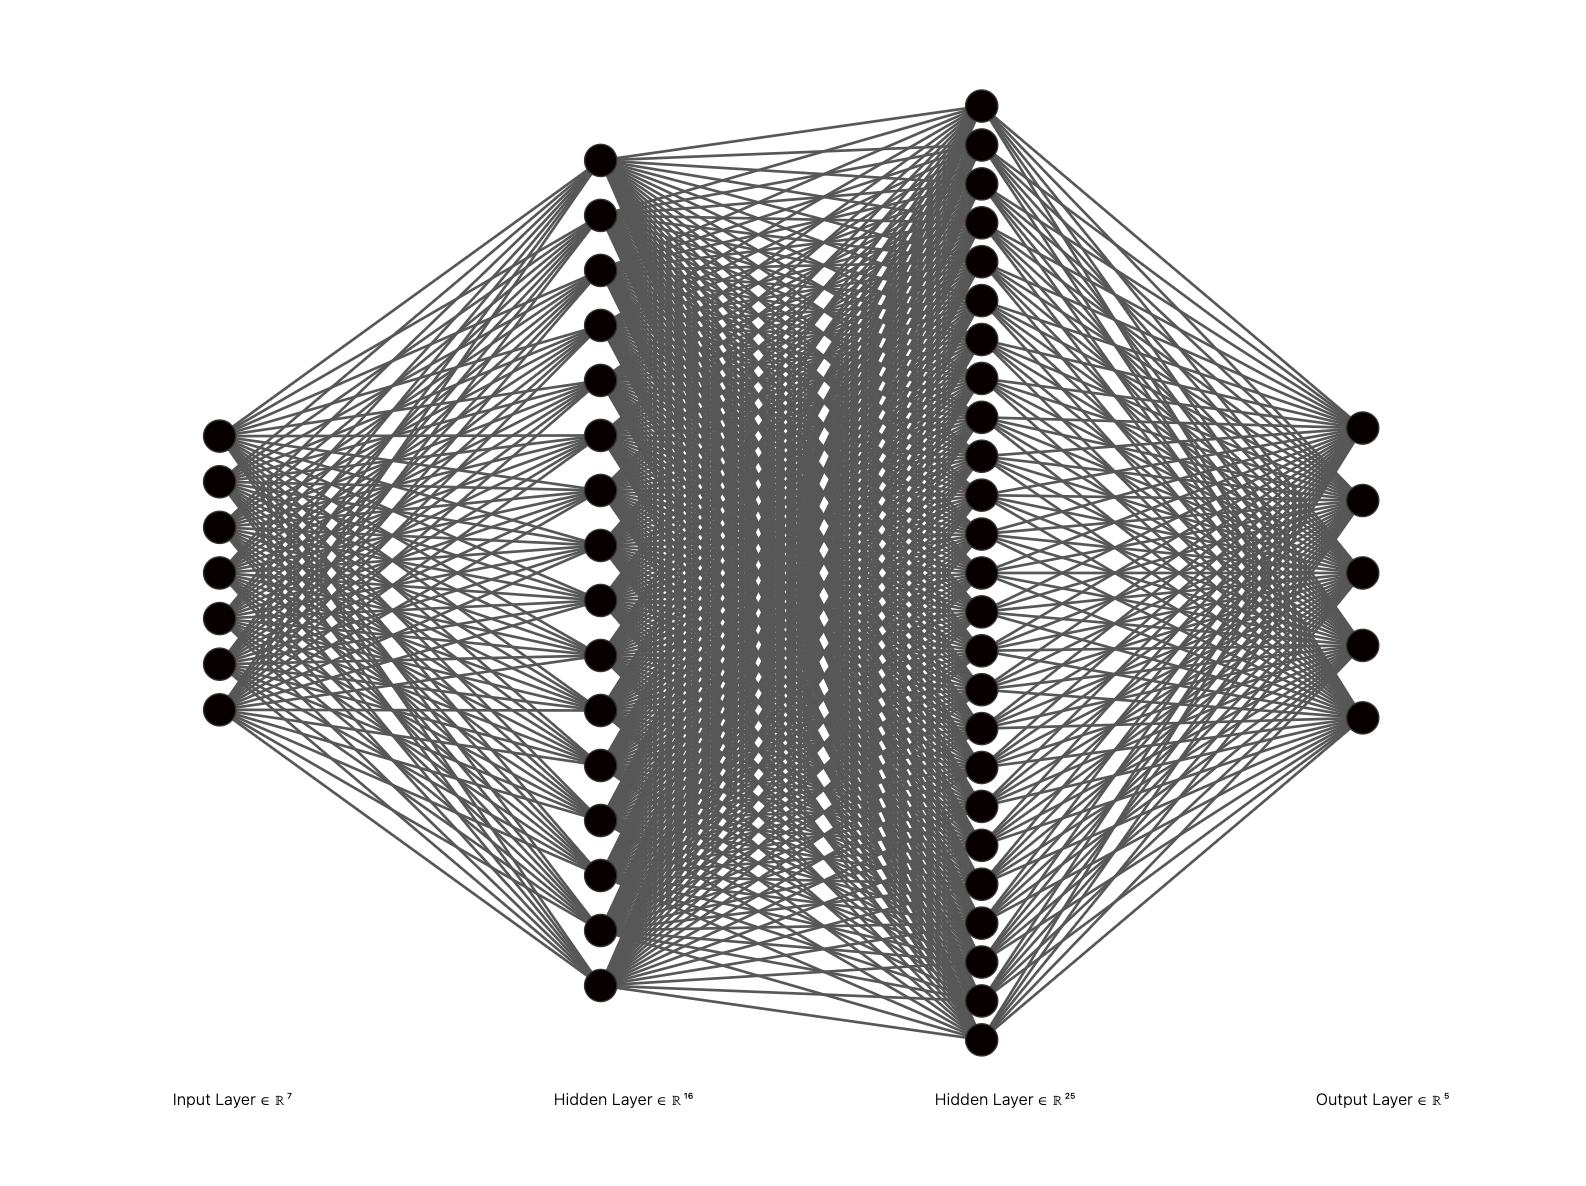 Input Layer ∈ ℝ⁷
Hidden Layer ∈ ℝ¹⁶
Hidden Layer ∈ ℝ²⁵
Output Layer ∈ ℝ⁵